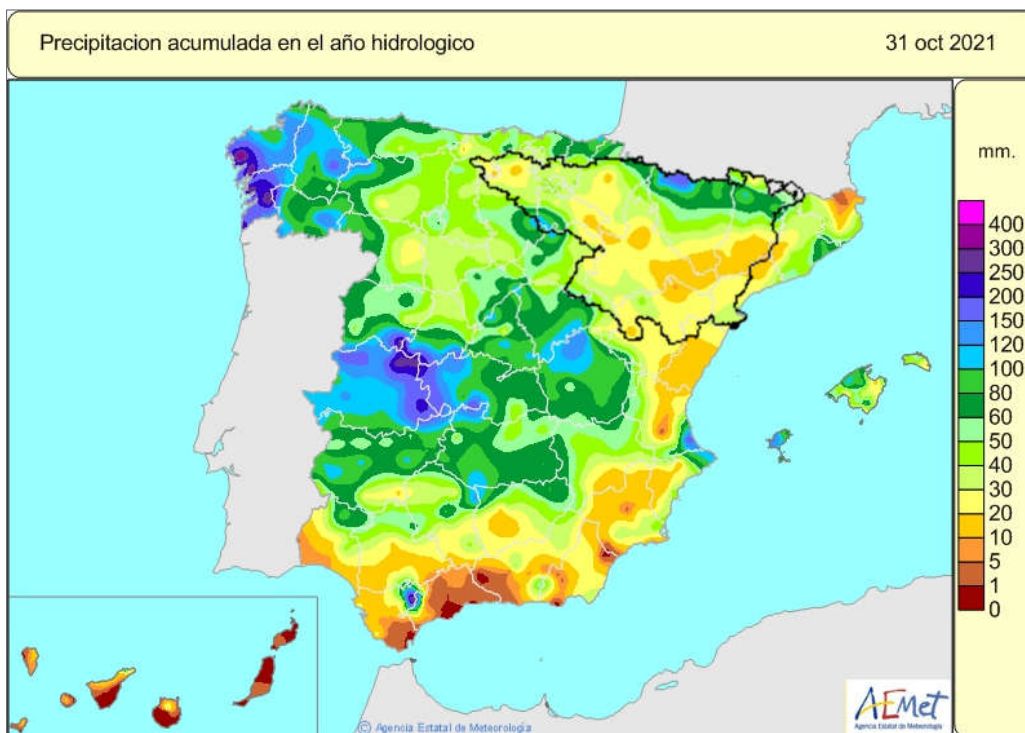 Precipitacion acumulada en el año hidrologico
31 oct 2021
mm.
400
300
250
200
150
120
100
80
60
50
40
30
20
10
5
1
0
© Agencia Estatal de Meteorología
AEMet
Agencia Estatal de Meteorología